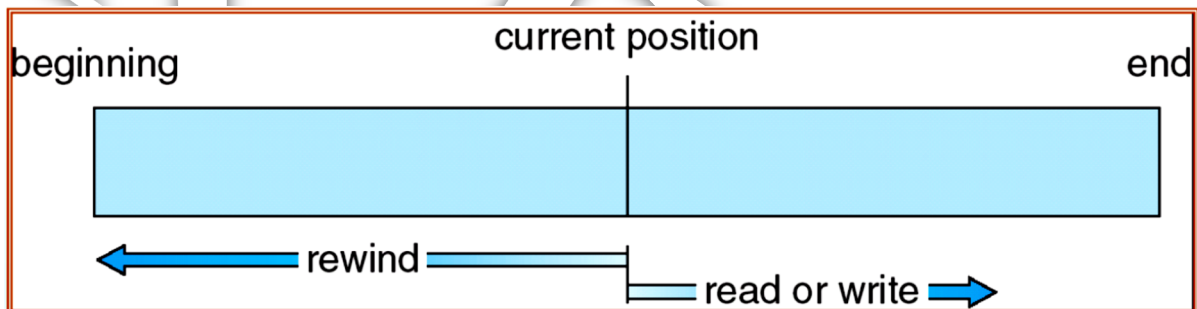 current position
beginning
end
rewind
read or write